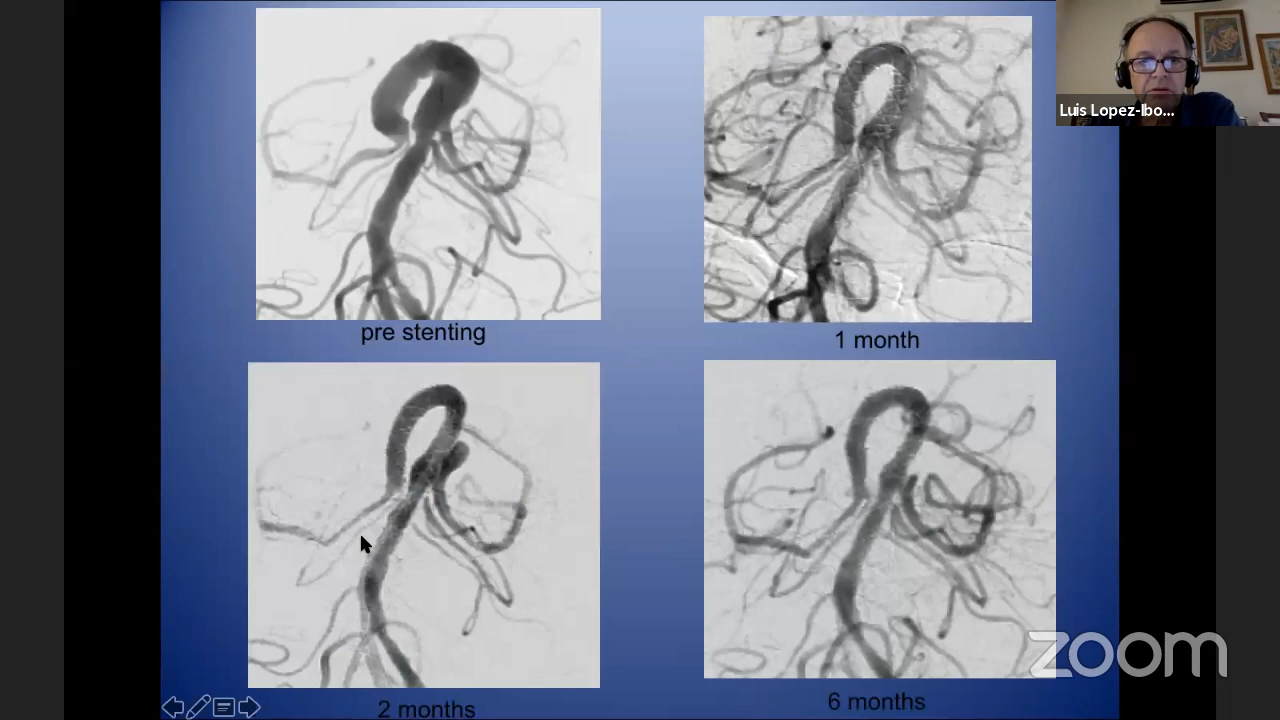 Luis Lopez-Ibo...
pre stenting
1 month
2 months
6 months
zoom